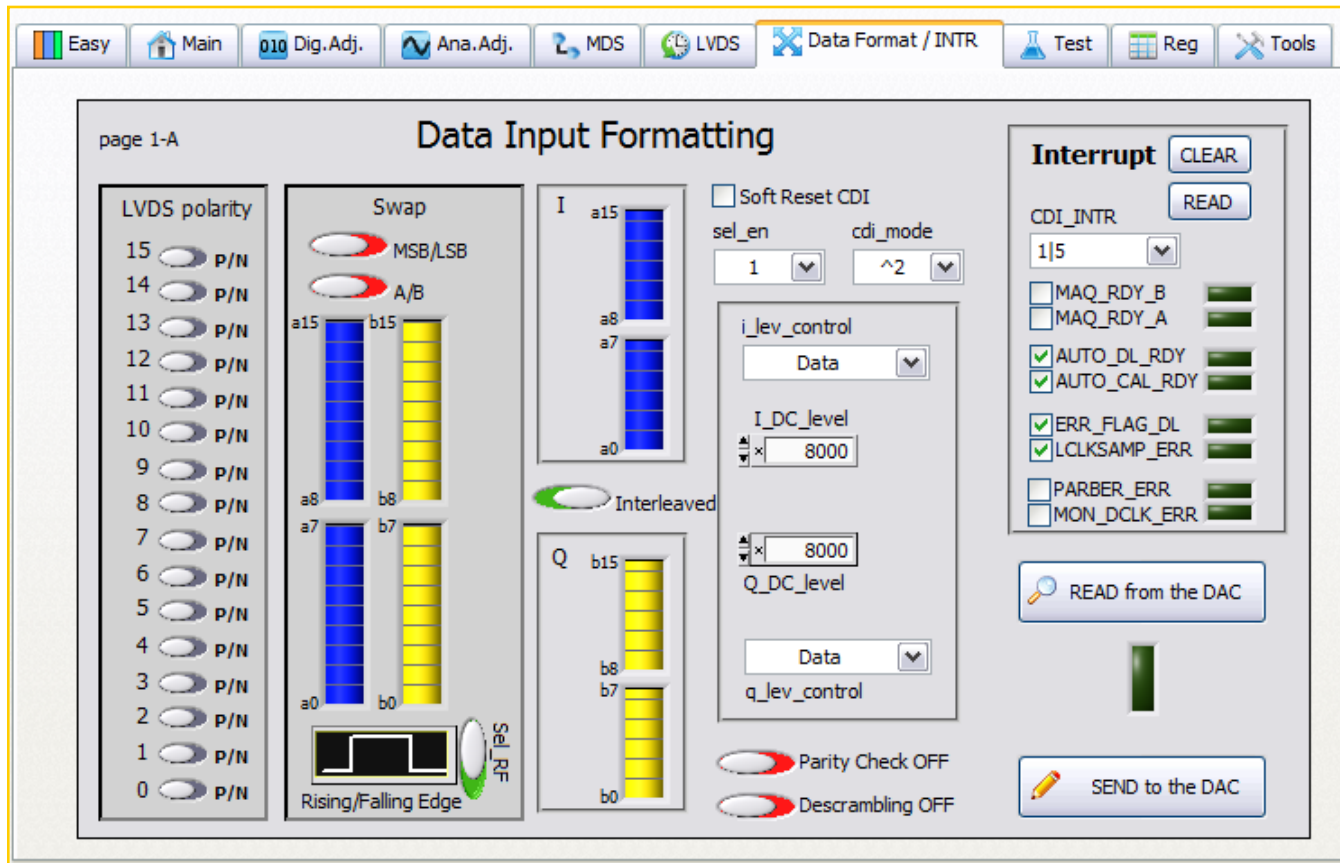 Easy Main 010 Dig.Adj. Ana.Adj. MDS LVDS Data Format / INTR Test Reg Tools
page 1-A
Data Input Formatting
LVDS polarity
15 P/N
14 P/N
13 P/N
12 P/N
11 P/N
10 P/N
9 P/N
8 P/N
7 P/N
6 P/N
5 P/N
4 P/N
3 P/N
2 P/N
1 P/N
0 P/N
Swap
MSB/LSB
A/B
a15 b15
a8 b8
a7 b7
a0 b0
Sel_RF
Rising/Falling Edge
I
a15
a8
a7
a0
Interleaved
Q
b15
b8
b7
b0
Soft Reset CDI
sel_en cdi_mode
1 ^2
i_lev_control
Data
I_DC_level
× 8000
× 8000
Q_DC_level
Data
q_lev_control
Parity Check OFF
Descrambling OFF
Interrupt CLEAR
READ
CDI_INTR
1|5
MAQ_RDY_B
MAQ_RDY_A
AUTO_DL_RDY
AUTO_CAL_RDY
ERR_FLAG_DL
LCLKSAMP_ERR
PARBER_ERR
MON_DCLK_ERR
READ from the DAC
SEND to the DAC